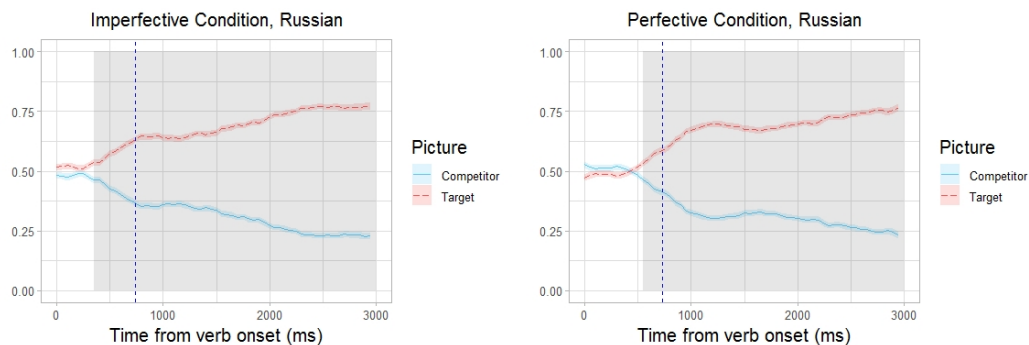 Imperfective Condition, Russian
1.00
0.75
0.50
0.25
0.00
0
1000
2000
3000
Time from verb onset (ms)
Picture
Competitor
Target
Perfective Condition, Russian
1.00
0.75
0.50
0.25
0.00
0
1000
2000
3000
Time from verb onset (ms)
Picture
Competitor
Target